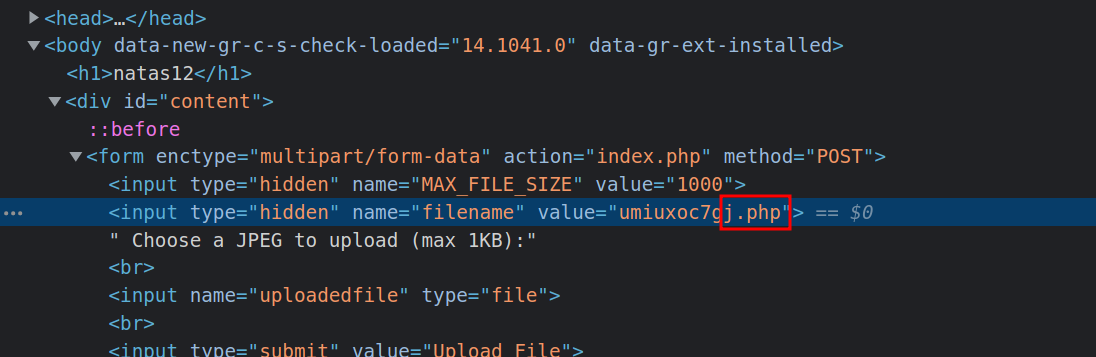 <head>…</head>
<body data-new-gr-c-s-check-loaded="14.1041.0" data-gr-ext-installed>
<h1>natas12</h1>
<div id="content">
::before
<form enctype="multipart/form-data" action="index.php" method="POST">
<input type="hidden" name="MAX_FILE_SIZE" value="1000">
<input type="hidden" name="filename" value="umiuxoc7gj.php"> == $0
" Choose a JPEG to upload (max 1KB):"
<br>
<input name="uploadedfile" type="file">
<br>
<input type="submit" value="Upload File">